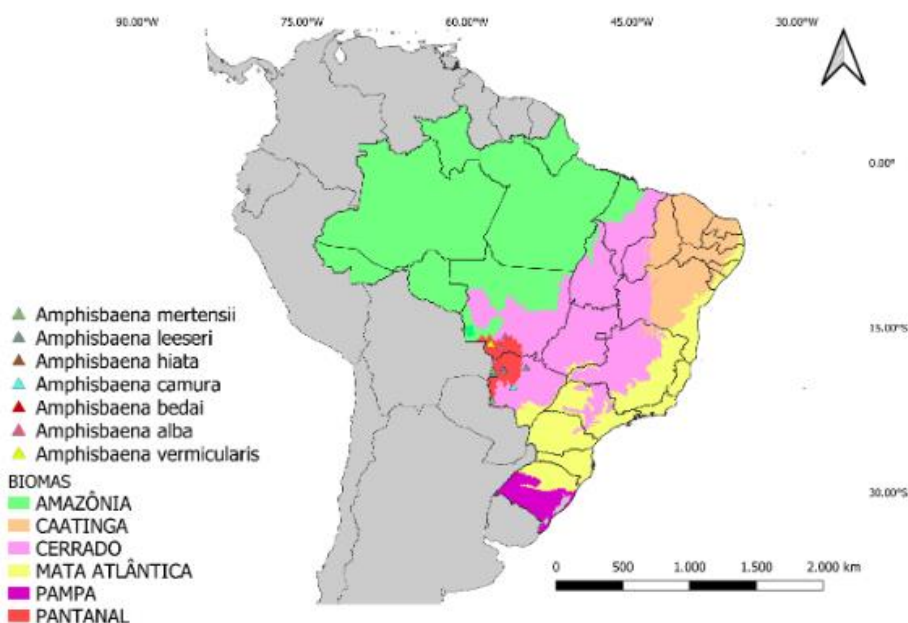 90.00°W 75.00°W 60.00°W 45.00°W 30.00°W
0.00°
15.00°S
30.00°S
Amphisbaena mertensii
Amphisbaena leeseri
Amphisbaena hiata
Amphisbaena camura
Amphisbaena bedai
Amphisbaena alba
Amphisbaena vermicularis
BIOMAS
AMAZÔNIA
CAATINGA
CERRADO
MATA ATLÂNTICA
PAMPA
PANTANAL
0 500 1.000 1.500 2.000 km